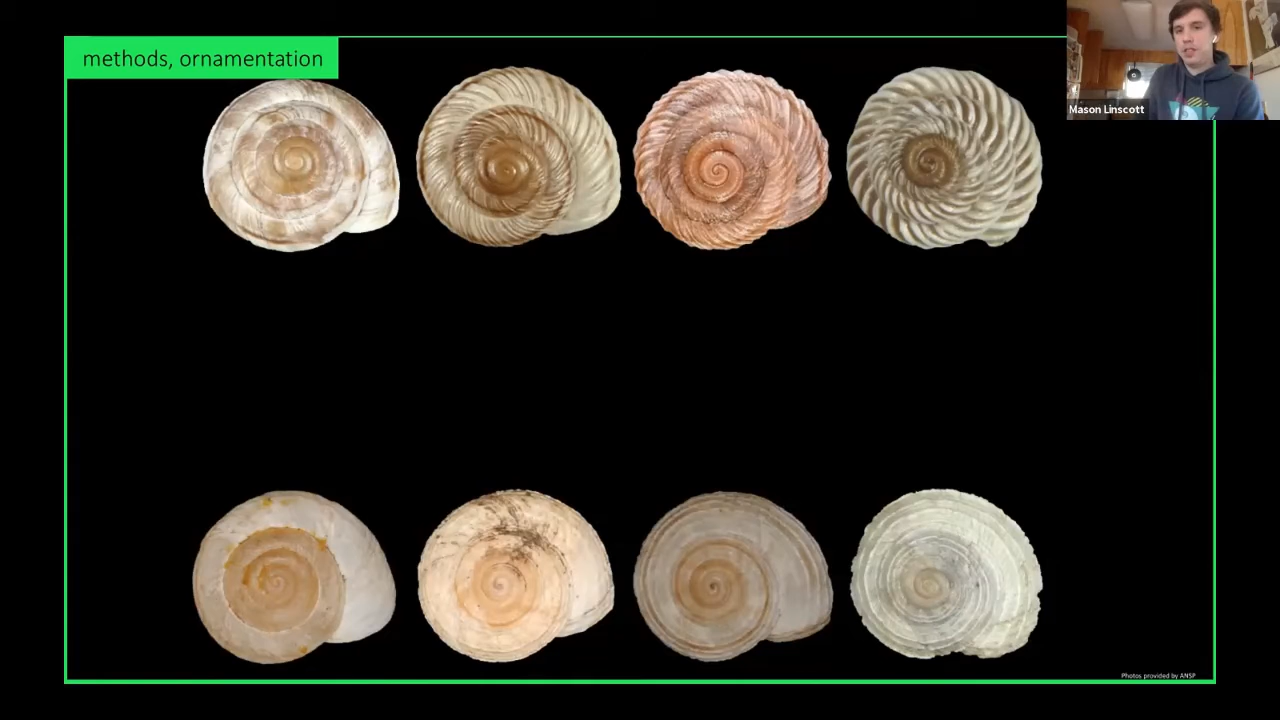 methods, ornamentation
Mason Linscott
Photos provided by ANSP